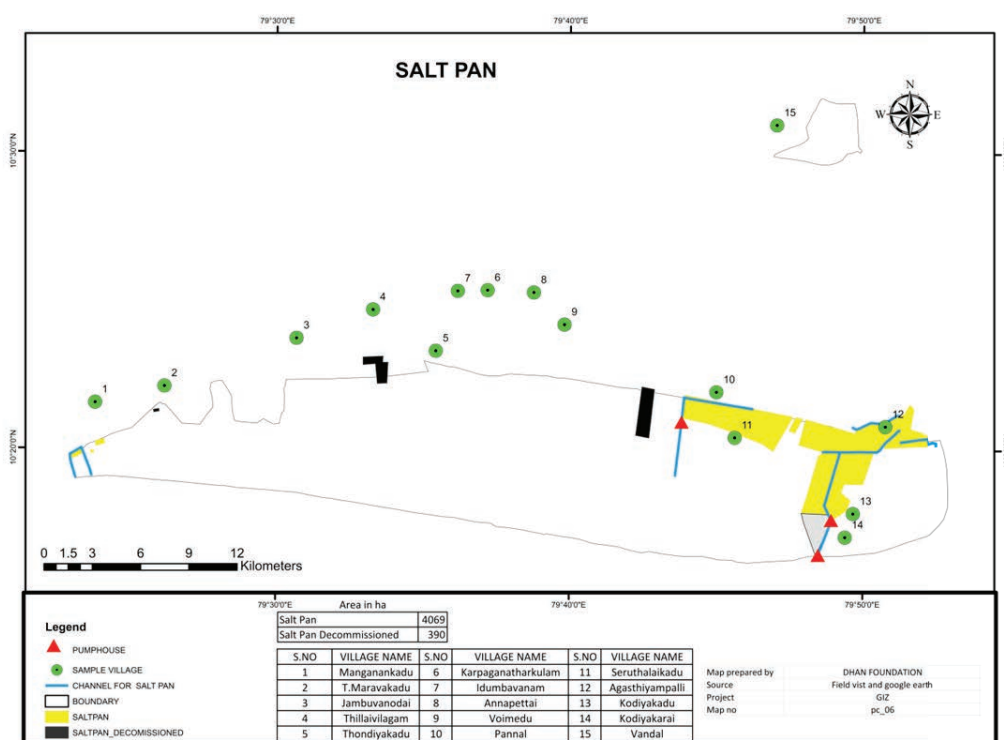 79°30'0"E 79°40'0"E 79°50'0"E
SALT PAN
N
W E
S
15
10°30'0"N
7 6 8
4
9
3
5
2
1
10
12
11
10°20'0"N
13
14
0 1.5 3 6 9 12
Kilometers
79°30'0"E 79°40'0"E 79°50'0"E
Area in ha
Salt Pan 4069
Salt Pan Decommissioned 390
Legend
PUMPHOUSE
SAMPLE VILLAGE
CHANNEL FOR SALT PAN
BOUNDARY
SALTPAN
SALTPAN_DECOMISSIONED
S.NO VILLAGE NAME S.NO VILLAGE NAME S.NO VILLAGE NAME
1 Manganankadu 6 Karpaganatharkulam 11 Seruthalaikadu
2 T.Maravakadu 7 Idumbavanam 12 Agasthiyampalli
3 Jambuvanodai 8 Annapettai 13 Kodiyakadu
4 Thillaivilagam 9 Voimedu 14 Kodiyakarai
5 Thondiyakadu 10 Pannal 15 Vandal
Map prepared by DHAN FOUNDATION
Source Field vist and google earth
Project GIZ
Map no pc_06